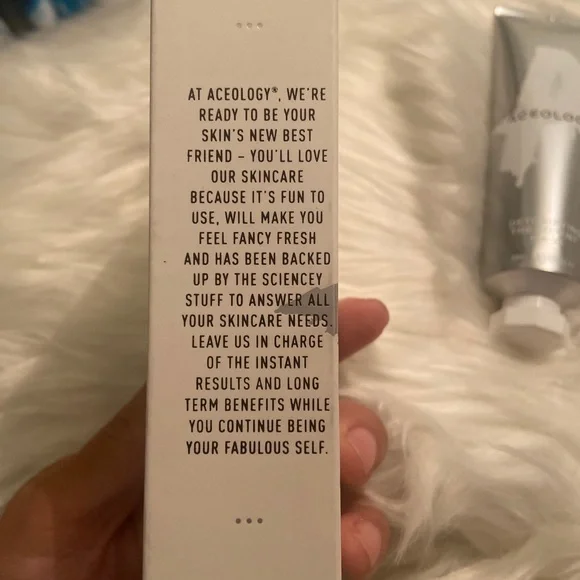 AT ACEOLOGY®, WE'RE
READY TO BE YOUR
SKIN'S NEW BEST
FRIEND – YOU'LL LOVE
OUR SKINCARE
BECAUSE IT'S FUN TO
USE, WILL MAKE YOU
FEEL FANCY FRESH
AND HAS BEEN BACKED
UP BY THE SCIENCEY
STUFF TO ANSWER ALL
YOUR SKINCARE NEEDS.
LEAVE US IN CHARGE
OF THE INSTANT
RESULTS AND LONG
TERM BENEFITS WHILE
YOU CONTINUE BEING
YOUR FABULOUS SELF.
ACEOLOG